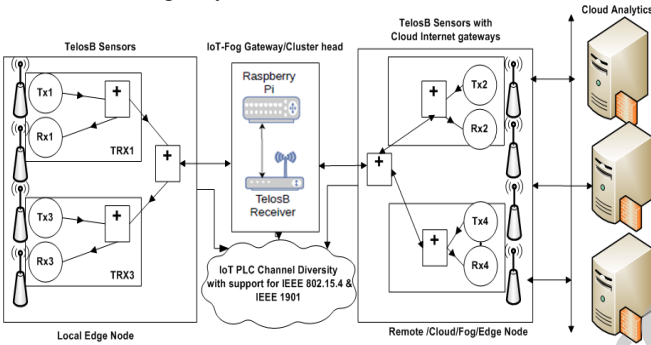 Cloud Analytics
TelosB Sensors
IoT-Fog Gateway/Cluster head
TelosB Sensors with
Cloud Internet gateways
Tx1
+
Rx1
TRX1
+
Tx3
+
Rx3
TRX3
Local Edge Node
Raspberry
Pi
TelosB
Receiver
IoT PLC Channel Diversity
with support for IEEE 802.15.4 &
IEEE 1901
Tx2
+
Rx2
+
Tx4
+
Rx4
Remote /Cloud/Fog/Edge Node